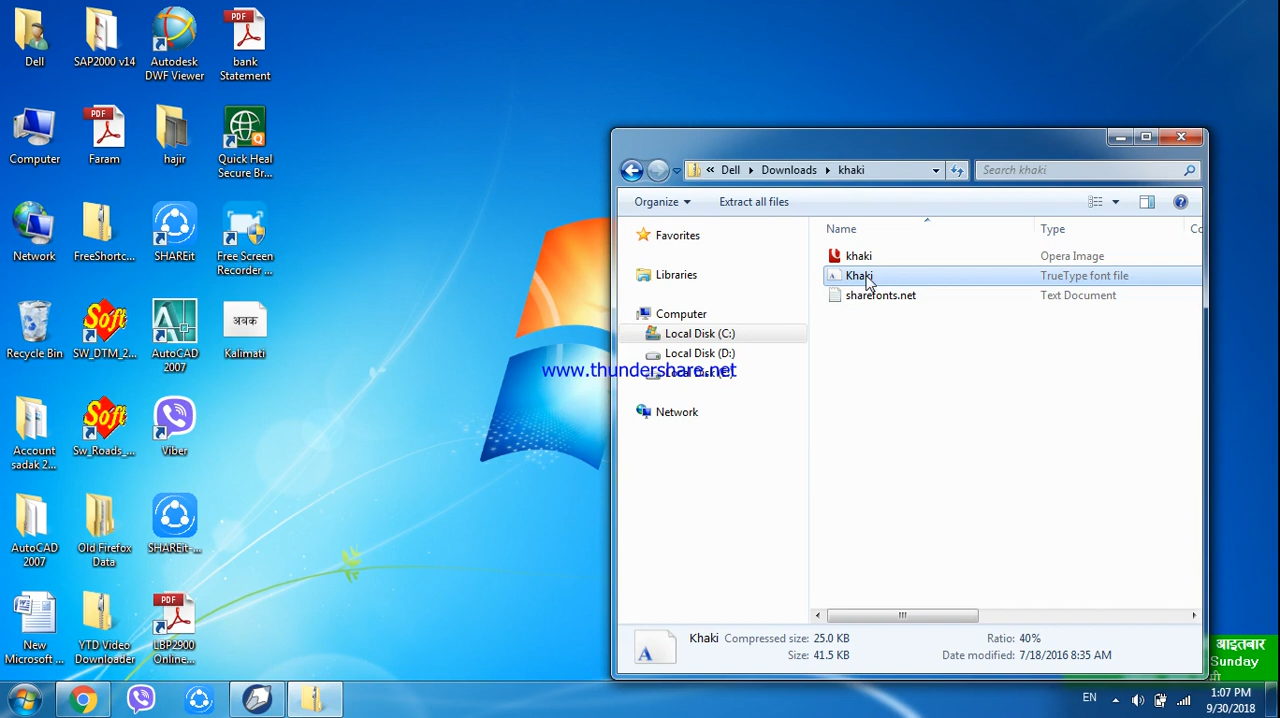 Dell
SAP2000 v14
Autodesk
DWF Viewer
PDF
bank
Statement
Computer
PDF
Faram
hajir
Quick Heal
Secure Br...
Network
FreeShortc...
SHAREit
Free Screen
Recorder ...
Recycle Bin
Soft
SW_DTM_2...
AutoCAD
2007
अबक
Kalimati
Account
sadak 2...
Soft
Sw_Roads_...
Viber
AutoCAD
2007
Old Firefox
Data
SHAREit-...
New
Microsoft ...
YTD Video
Downloader
PDF
LBP2900
Online...
« Dell ▸ Downloads ▸ khaki
Search khaki
Organize ▾ Extract all files
Favorites
Libraries
Computer
Local Disk (C:)
Local Disk (D:)
Local Disk (E:)
Network
Name Type Co
khaki Opera Image
Khaki TrueType font file
sharefonts.net Text Document
www.thundershare.net
Khaki Compressed size: 25.0 KB Ratio: 40%
Size: 41.5 KB Date modified: 7/18/2016 8:35 AM
आइतबार
Sunday
EN
1:07 PM
9/30/2018